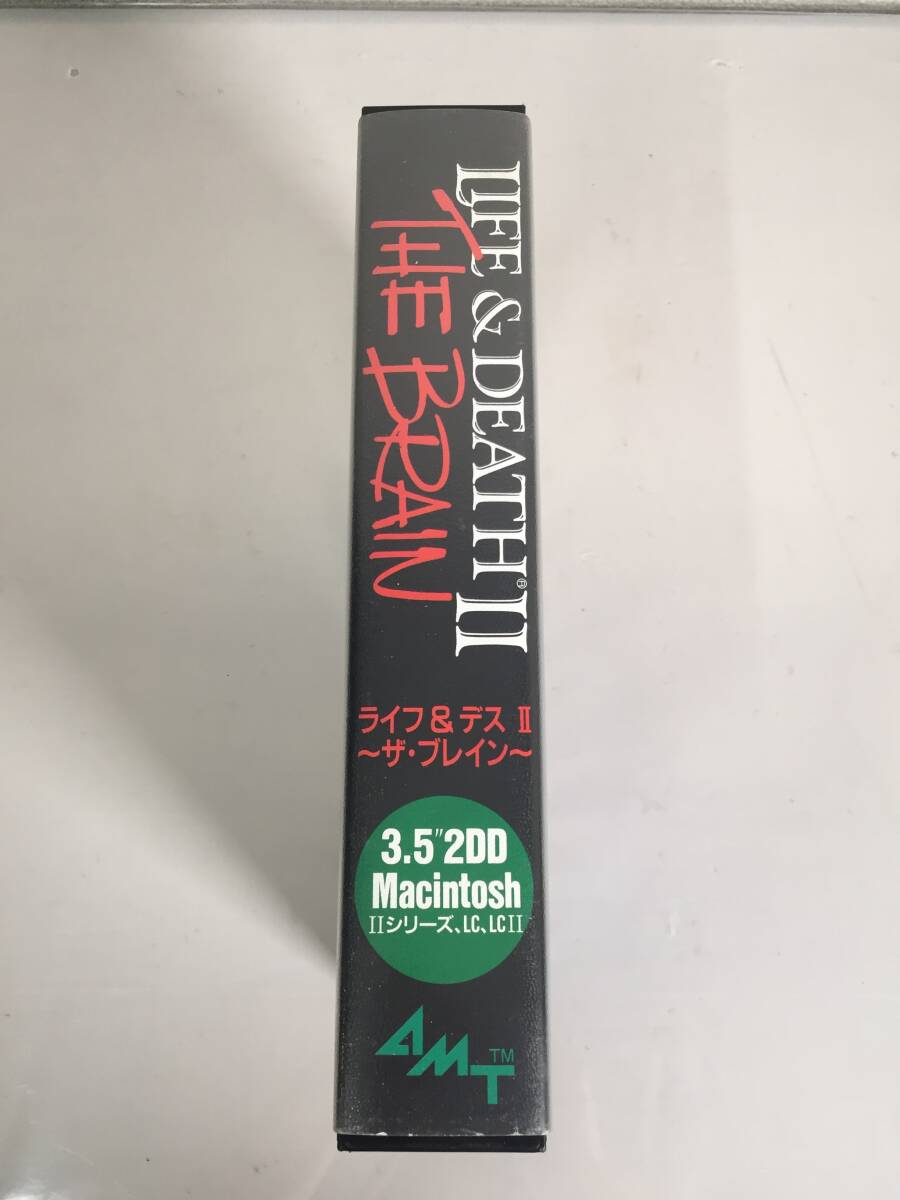 LIFE & DEATH® II
THE BRAIN
ライフ&デス II
~ザ・ブレイン~
3.5″2DD
Macintosh
IIシリーズ、LC、LCII
AMT™